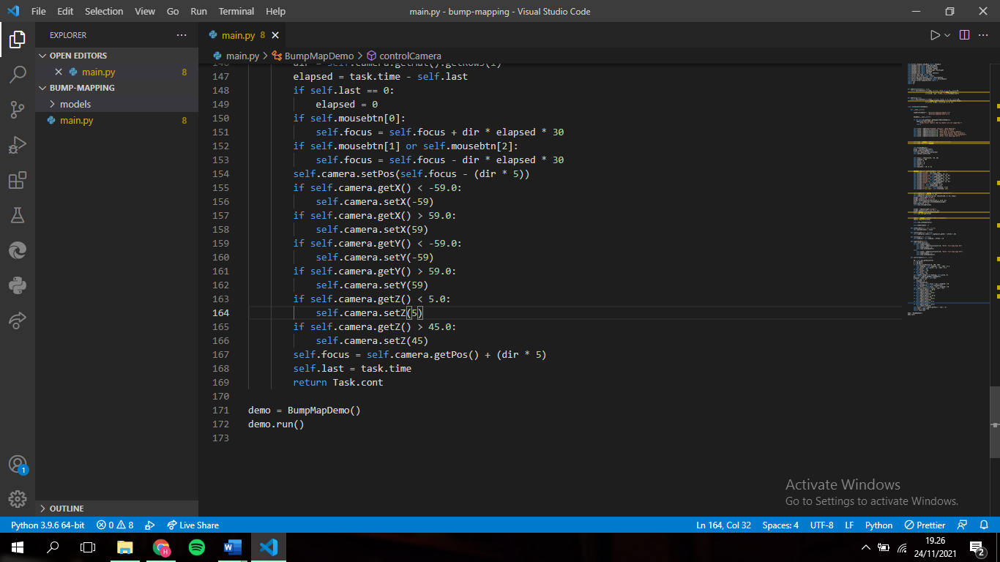 File Edit Selection View Go Run Terminal Help
main.py - bump-mapping - Visual Studio Code
EXPLORER
OPEN EDITORS
main.py 8
BUMP-MAPPING
models
main.py 8
OUTLINE
main.py 8
main.py > BumpMapDemo > controlCamera
146 dir = self.camera.getMat().getRow3(1)
147 elapsed = task.time - self.last
148 if self.last == 0:
149 elapsed = 0
150 if self.mousebtn[0]:
151 self.focus = self.focus + dir * elapsed * 30
152 if self.mousebtn[1] or self.mousebtn[2]:
153 self.focus = self.focus - dir * elapsed * 30
154 self.camera.setPos(self.focus - (dir * 5))
155 if self.camera.getX() < -59.0:
156 self.camera.setX(-59)
157 if self.camera.getX() > 59.0:
158 self.camera.setX(59)
159 if self.camera.getY() < -59.0:
160 self.camera.setY(-59)
161 if self.camera.getY() > 59.0:
162 self.camera.setY(59)
163 if self.camera.getZ() < 5.0:
164 self.camera.setZ(5)
165 if self.camera.getZ() > 45.0:
166 self.camera.setZ(45)
167 self.focus = self.camera.getPos() + (dir * 5)
168 self.last = task.time
169 return Task.cont
170
171 demo = BumpMapDemo()
172 demo.run()
173
Activate Windows
Go to Settings to activate Windows.
1
Python 3.9.6 64-bit 0 8 Live Share Ln 164, Col 32 Spaces: 4 UTF-8 LF Python Prettier
H
W
19.26
24/11/2021
2